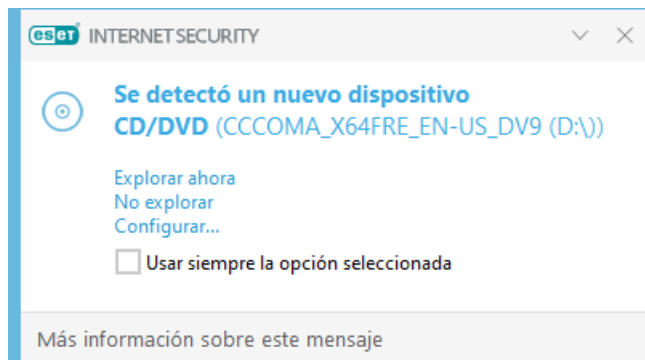 eset INTERNET SECURITY
Se detectó un nuevo dispositivo
CD/DVD (CCCOMA_X64FRE_EN-US_DV9 (D:\))
Explorar ahora
No explorar
Configurar...
Usar siempre la opción seleccionada
Más información sobre este mensaje